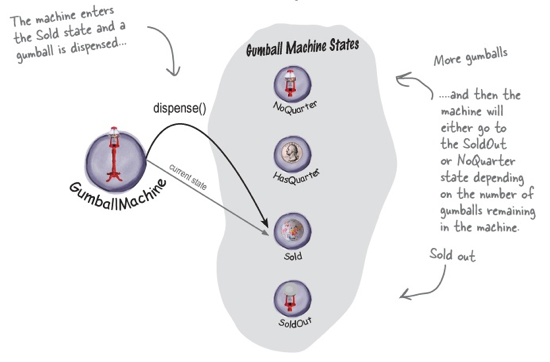 The machine enters
the Sold state and a
gumball is dispensed...
Gumball Machine States
More gumballs
NoQuarter
dispense()
....and then the
machine will
either go to
the SoldOut
or NoQuarter
state depending
on the number of
gumballs remaining
in the machine.
HasQuarter
GumballMachine
current state
Sold
Sold out
SoldOut